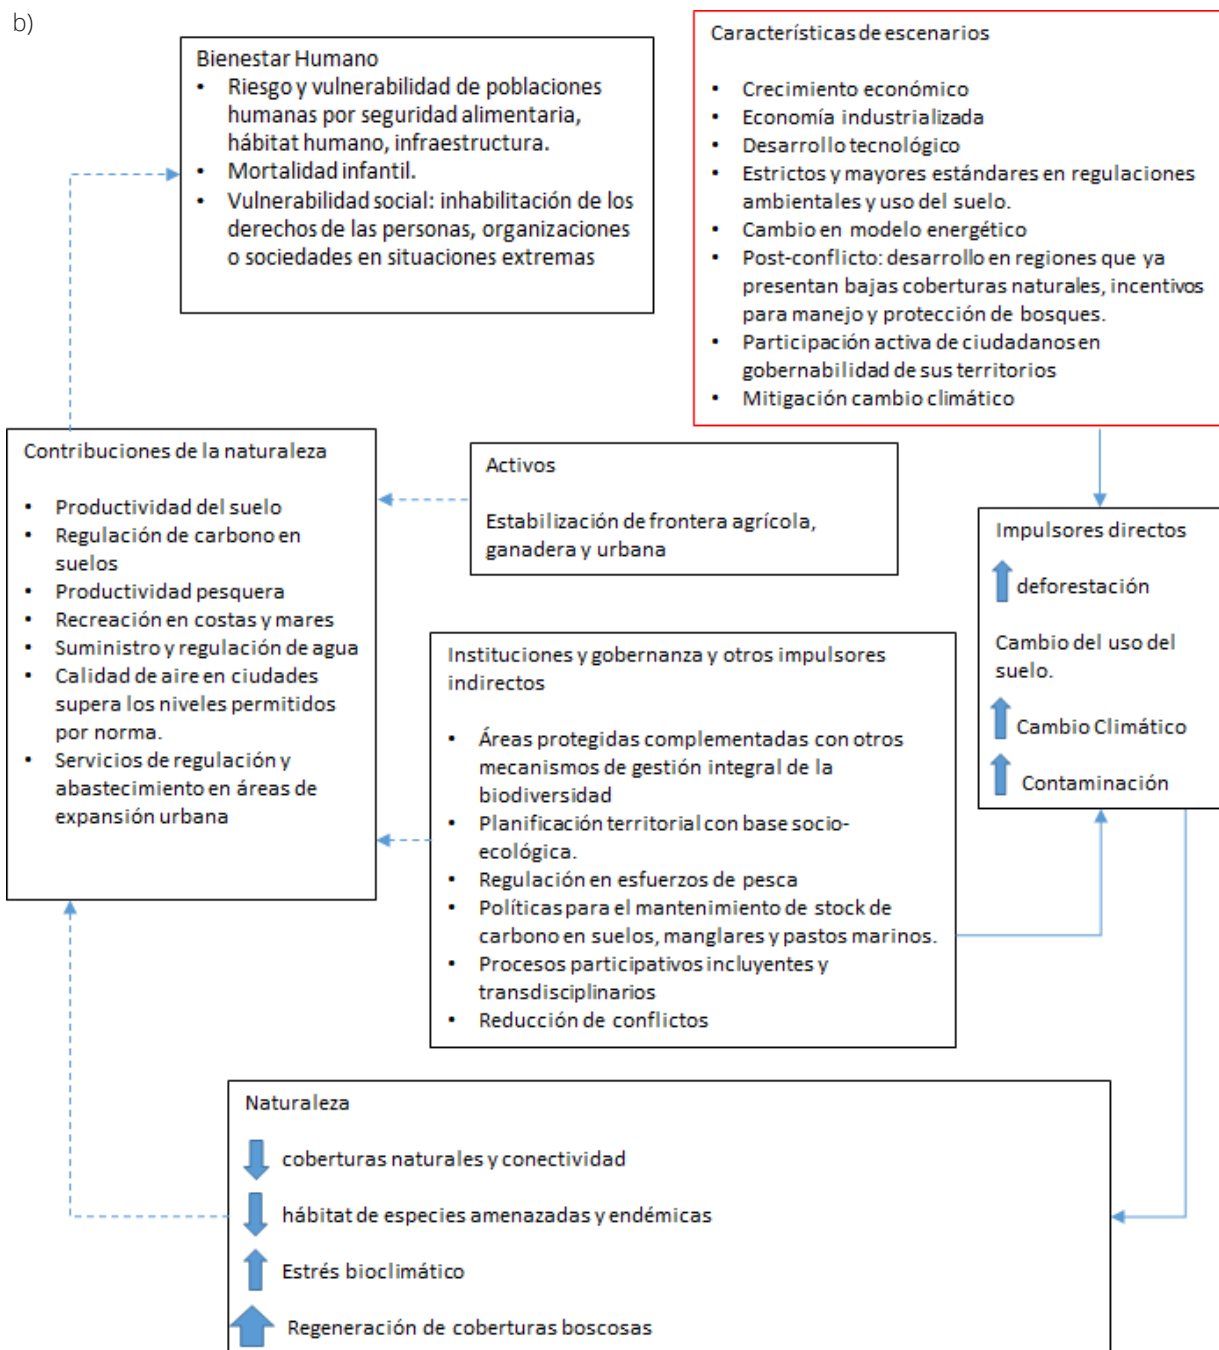 b)
Bienestar Humano
• Riesgo y vulnerabilidad de poblaciones
humanas por seguridad alimentaria,
hábitat humano, infraestructura.
• Mortalidad infantil.
• Vulnerabilidad social: inhabilitación de los
derechos de las personas, organizaciones
o sociedades en situaciones extremas
Características de escenarios
• Crecimiento económico
• Economía industrializada
• Desarrollo tecnológico
• Estrictos y mayores estándares en regulaciones
ambientales y uso del suelo.
• Cambio en modelo energético
• Post-conflicto: desarrollo en regiones que ya
presentan bajas coberturas naturales, incentivos
para manejo y protección de bosques.
• Participación activa de ciudadanos en
gobernabilidad de sus territorios
• Mitigación cambio climático
Contribuciones de la naturaleza
• Productividad del suelo
• Regulación de carbono en
suelos
• Productividad pesquera
• Recreación en costas y mares
• Suministro y regulación de agua
• Calidad de aire en ciudades
supera los niveles permitidos
por norma.
• Servicios de regulación y
abastecimiento en áreas de
expansión urbana
Activos
Estabilización de frontera agrícola,
ganadera y urbana
Impulsores directos
deforestación
Cambio del uso del
suelo.
Cambio Climático
Contaminación
Instituciones y gobernanza y otros impulsores
indirectos
• Áreas protegidas complementadas con otros
mecanismos de gestión integral de la
biodiversidad
• Planificación territorial con base socio-
ecológica.
• Regulación en esfuerzos de pesca
• Políticas para el mantenimiento de stock de
carbono en suelos, manglares y pastos marinos.
• Procesos participativos incluyentes y
transdisciplinarios
• Reducción de conflictos
Naturaleza
coberturas naturales y conectividad
hábitat de especies amenazadas y endémicas
Estrés bioclimático
Regeneración de coberturas boscosas